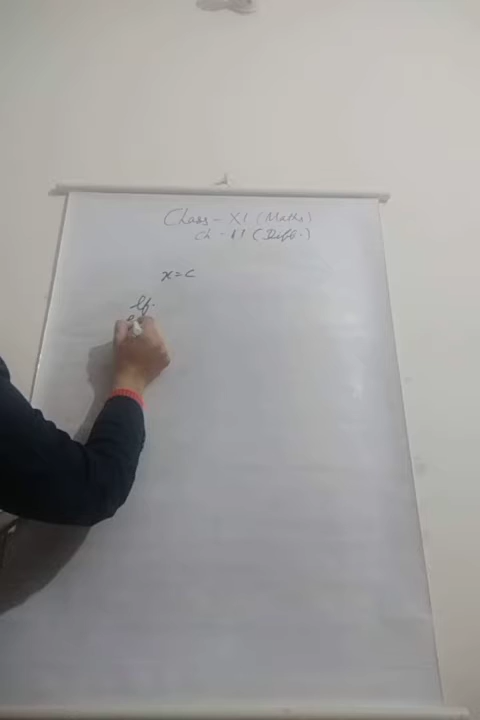 Class - XI (Maths)
Ch - 11 (Diff.)
x = c